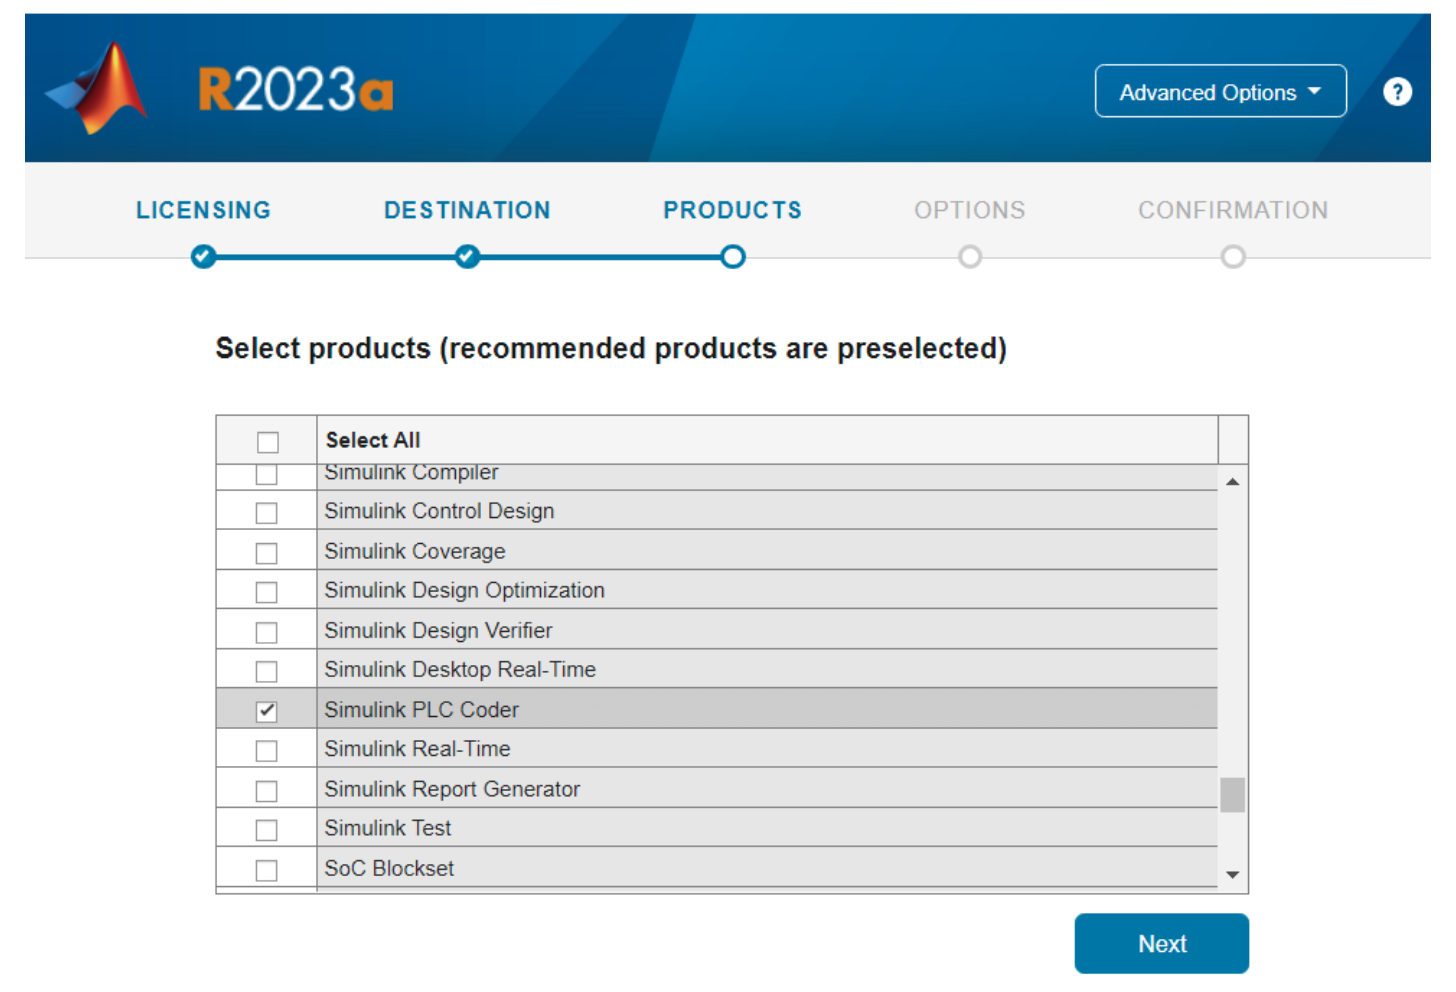 R2023a
Advanced Options
?
LICENSING DESTINATION PRODUCTS OPTIONS CONFIRMATION
Select products (recommended products are preselected)
Select All
Simulink Compiler
Simulink Control Design
Simulink Coverage
Simulink Design Optimization
Simulink Design Verifier
Simulink Desktop Real-Time
Simulink PLC Coder
Simulink Real-Time
Simulink Report Generator
Simulink Test
SoC Blockset
Next